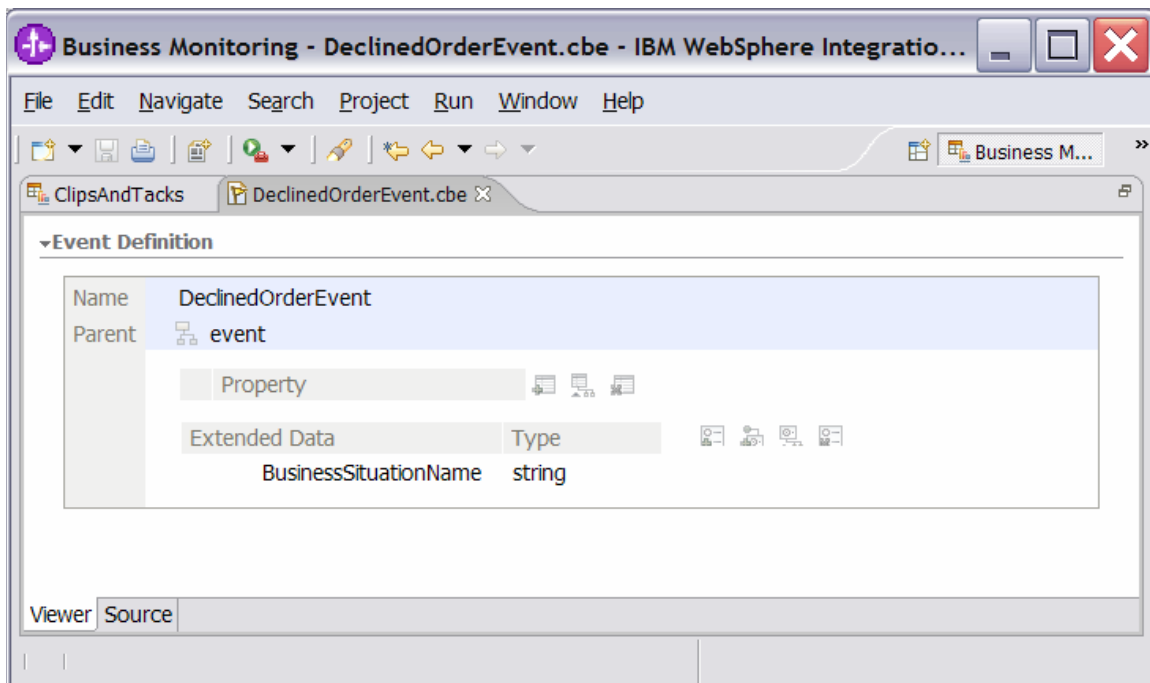 Business Monitoring - DeclinedOrderEvent.cbe - IBM WebSphere Integratio...
File Edit Navigate Search Project Run Window Help
Business M... »
ClipsAndTacks DeclinedOrderEvent.cbe
Event Definition
Name DeclinedOrderEvent
Parent event
Property
Extended Data Type
BusinessSituationName string
Viewer Source